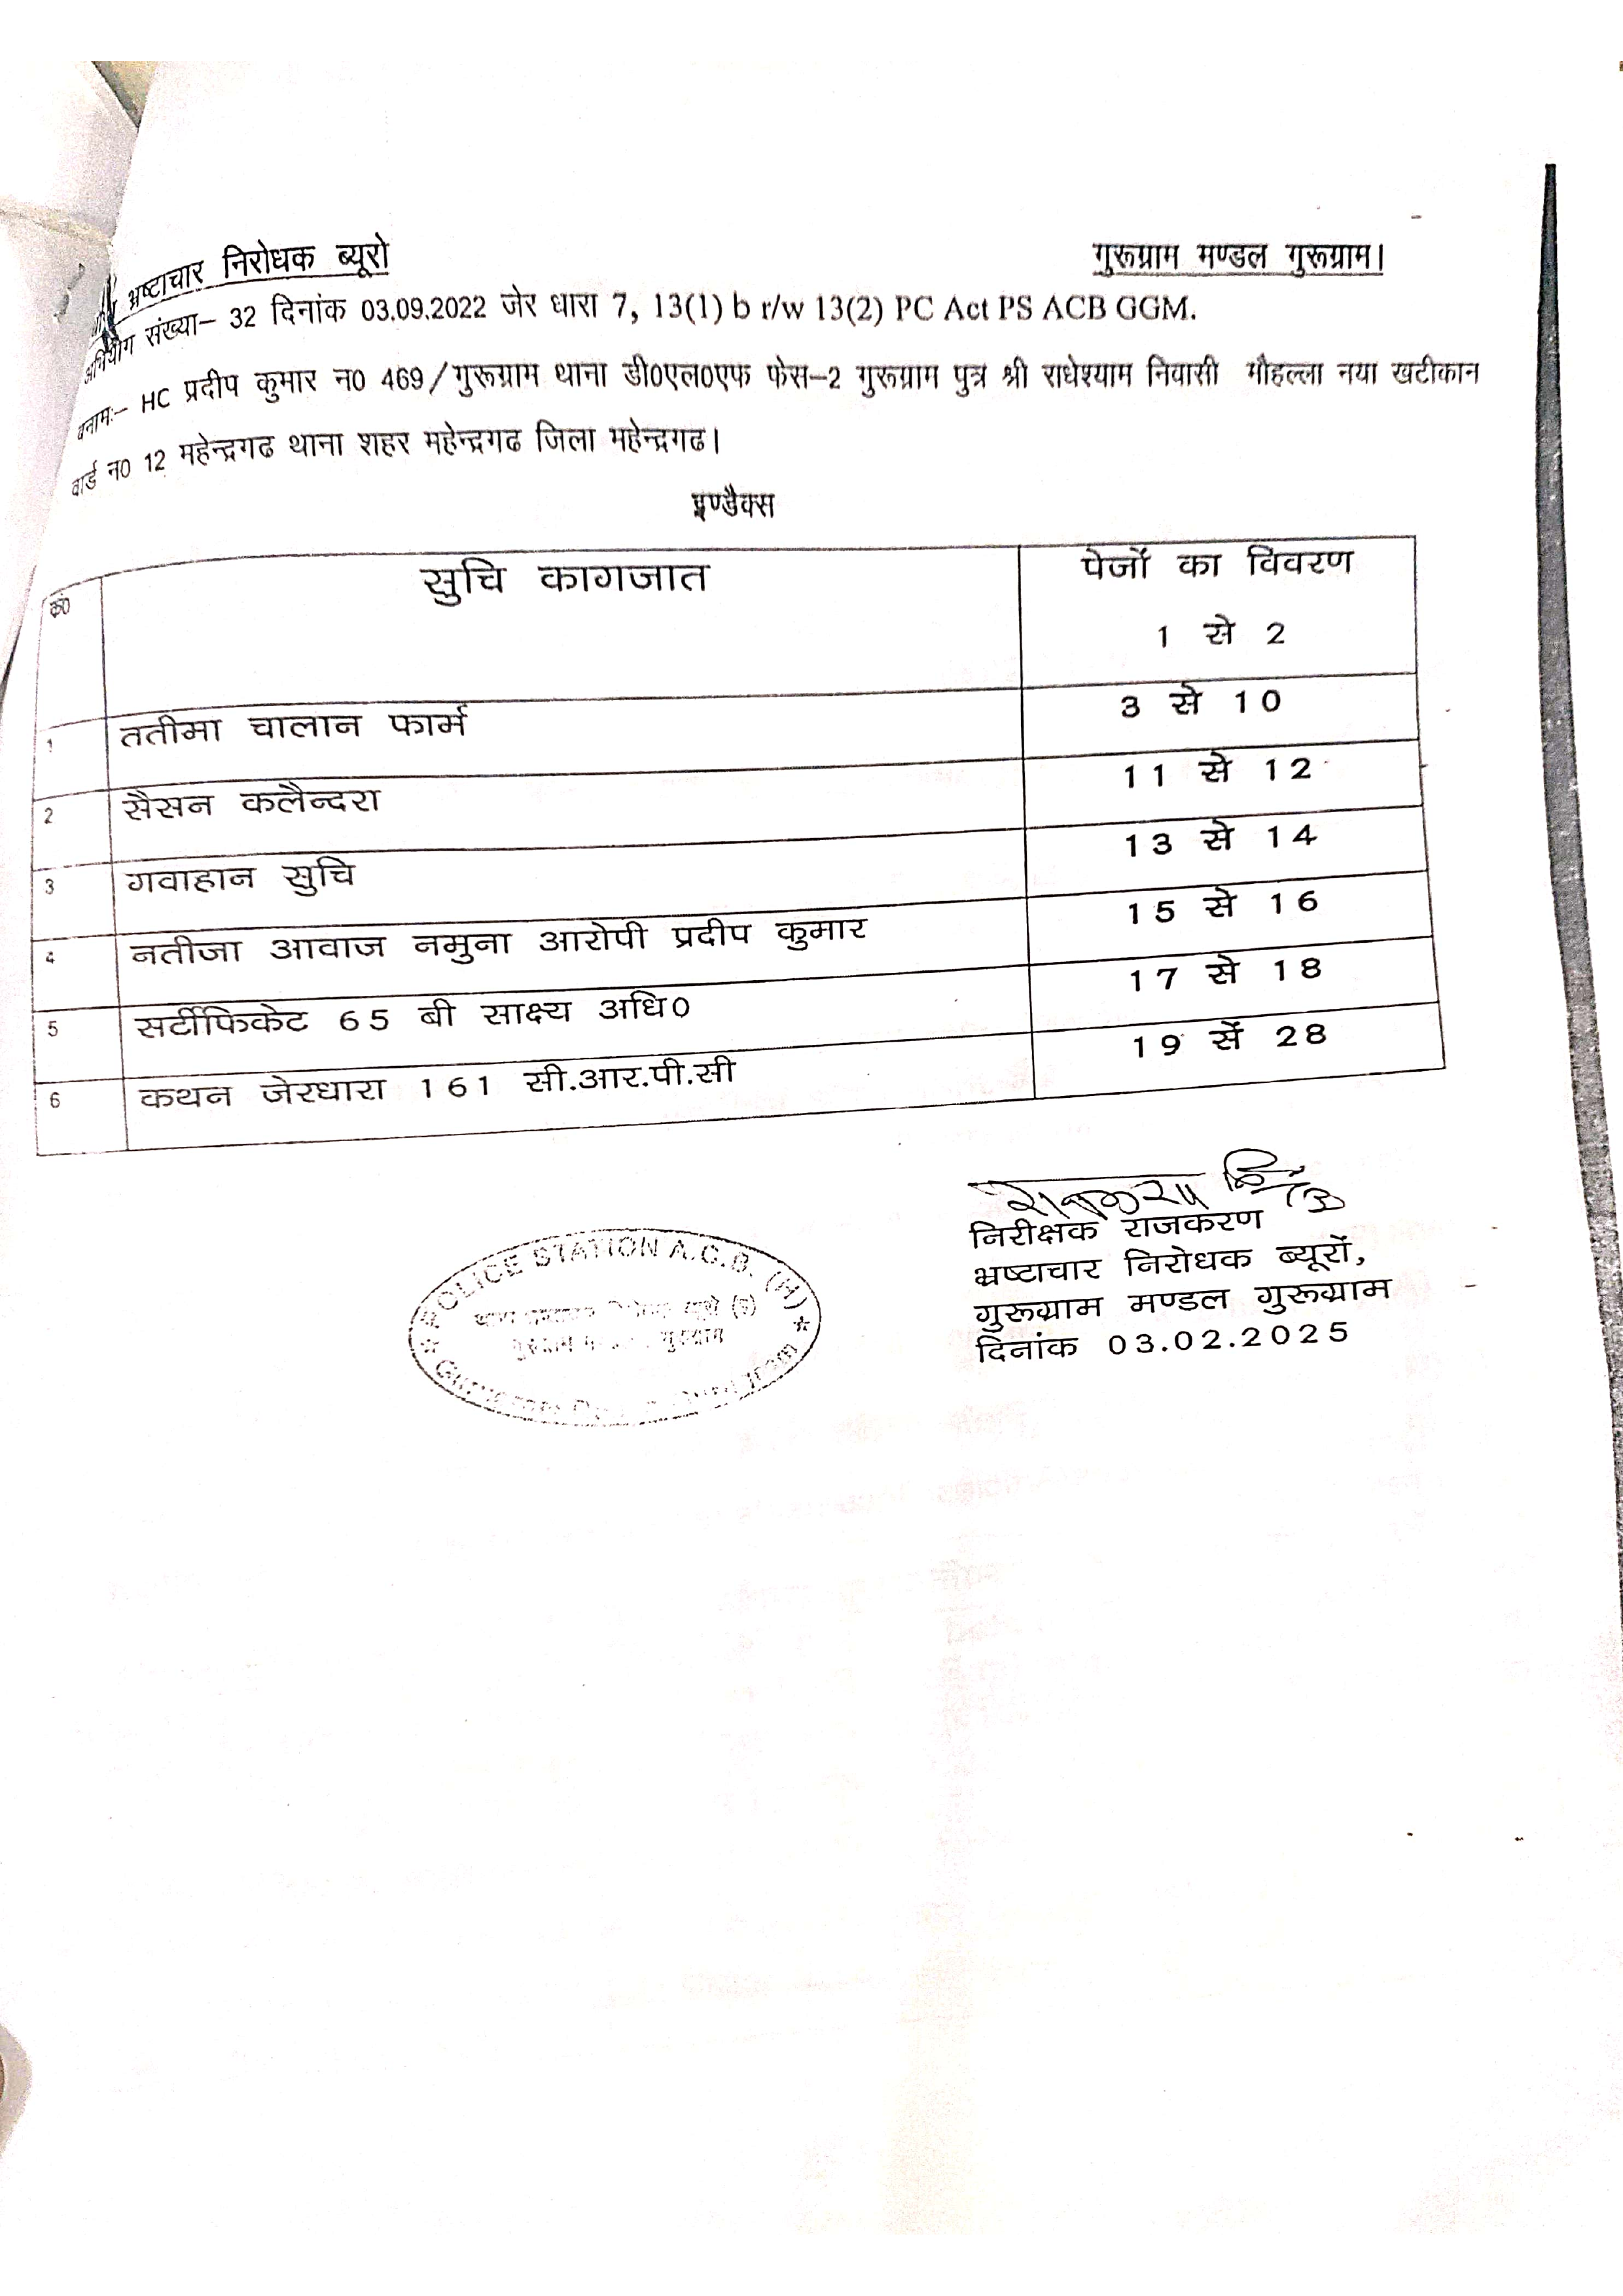 भ्रष्टाचार निरोधक ब्यूरो गुरूग्राम मण्डल गुरूग्राम।
अभियोग संख्या– 32 दिनांक 03.09.2022 जेर धारा 7, 13(1) b r/w 13(2) PC Act PS ACB GGM.
बनामः– HC प्रदीप कुमार न0 469/गुरूग्राम थाना डी0एल0एफ फेस–2 गुरूग्राम पुत्र श्री राधेश्याम निवासी मौहल्ला नया खटीकान
वार्ड न0 12 महेन्द्रगढ थाना शहर महेन्द्रगढ जिला महेन्द्रगढ।
इण्डैक्स
क्र0 सुचि कागजात पेजों का विवरण
1 से 2
1 ततीमा चालान फार्म 3 से 10
2 सैसन कलैन्दरा 11 से 12
3 गवाहान सुचि 13 से 14
4 नतीजा आवाज नमुना आरोपी प्रदीप कुमार 15 से 16
5 सर्टीफिकेट 65 बी साक्ष्य अधि0 17 से 18
6 कथन जेरधारा 161 सी.आर.पी.सी 19 सें 28
निरीक्षक राजकरण
भ्रष्टाचार निरोधक ब्यूरों,
गुरूग्राम मण्डल गुरूग्राम
दिनांक 03.02.2025
POLICE STATION A.C.B. (H)
गुरुग्राम